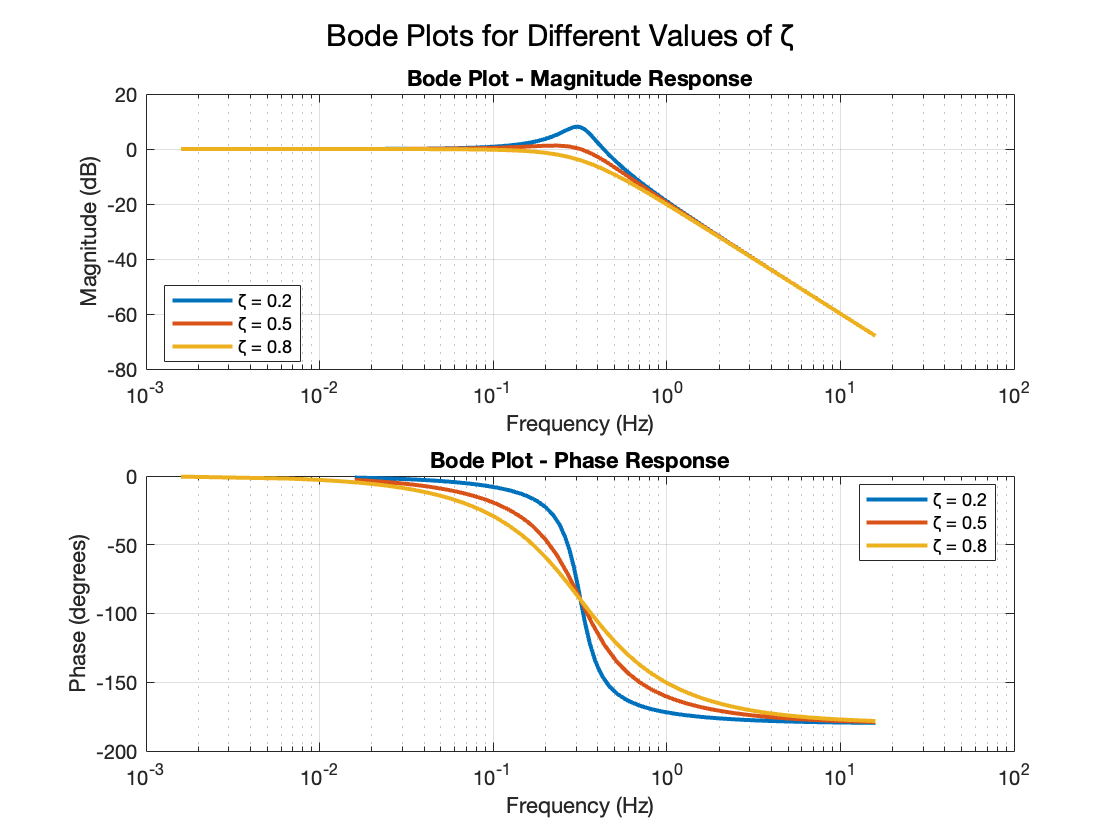 Bode Plots for Different Values of ζ
Bode Plot - Magnitude Response
20
0
-20
-40
-60
-80
Magnitude (dB)
ζ = 0.2
ζ = 0.5
ζ = 0.8
10^-3 10^-2 10^-1 10^0 10^1 10^2
Frequency (Hz)
Bode Plot - Phase Response
0
-50
-100
-150
-200
Phase (degrees)
ζ = 0.2
ζ = 0.5
ζ = 0.8
10^-3 10^-2 10^-1 10^0 10^1 10^2
Frequency (Hz)